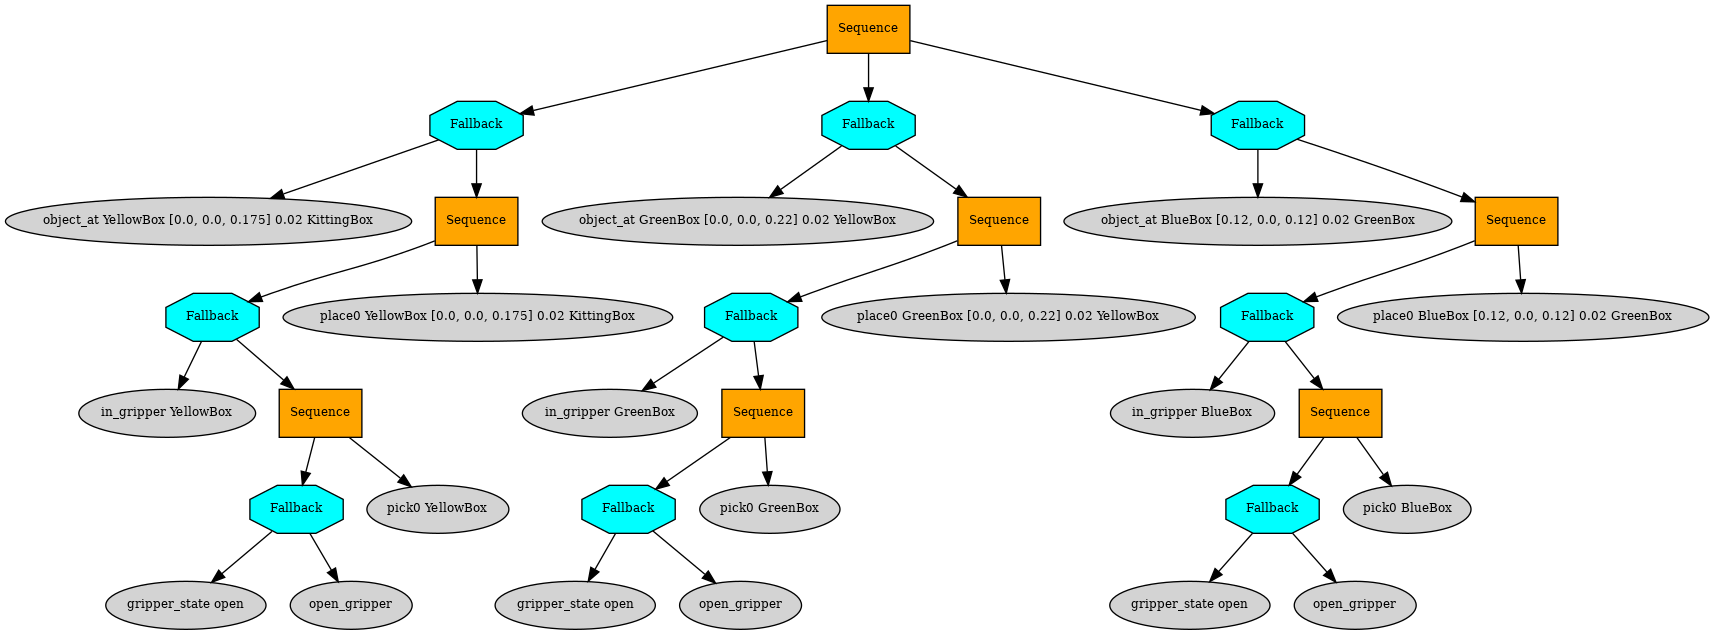 Sequence
Fallback
Fallback
Fallback
object_at YellowBox [0.0, 0.0, 0.175] 0.02 KittingBox
Sequence
object_at GreenBox [0.0, 0.0, 0.22] 0.02 YellowBox
Sequence
object_at BlueBox [0.12, 0.0, 0.12] 0.02 GreenBox
Sequence
Fallback
place0 YellowBox [0.0, 0.0, 0.175] 0.02 KittingBox
Fallback
place0 GreenBox [0.0, 0.0, 0.22] 0.02 YellowBox
Fallback
place0 BlueBox [0.12, 0.0, 0.12] 0.02 GreenBox
in_gripper YellowBox
Sequence
in_gripper GreenBox
Sequence
in_gripper BlueBox
Sequence
Fallback
pick0 YellowBox
Fallback
pick0 GreenBox
Fallback
pick0 BlueBox
gripper_state open
open_gripper
gripper_state open
open_gripper
gripper_state open
open_gripper